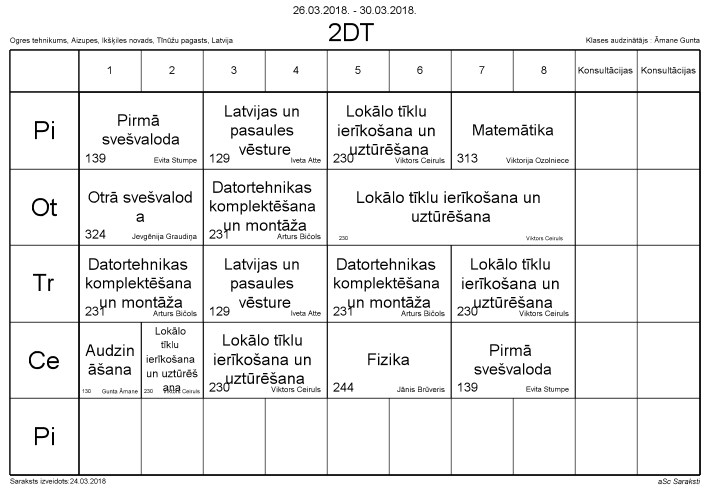 26.03.2018. - 30.03.2018.
Ogres tehnikums, Aizupes, Ikšķiles novads, Tīnūžu pagasts, Latvija
2DT
Klases audzinātājs : Āmane Gunta
1 2 3 4 5 6 7 8 Konsultācijas Konsultācijas
Pi
Pirmā
svešvaloda
139 Evita Stumpe
Latvijas un
pasaules
vēsture
129 Iveta Atte
Lokālo tīklu
ierīkošana un
uztūrēšana
230 Viktors Ceiruls
Matemātika
313 Viktorija Ozolniece
Ot
Otrā svešvalod
a
324 Jevgēnija Graudiņa
Datortehnikas
komplektēšana
un montāža
231 Arturs Bičols
Lokālo tīklu ierīkošana un
uztūrēšana
230 Viktors Ceiruls
Tr
Datortehnikas
komplektēšana
un montāža
231 Arturs Bičols
Latvijas un
pasaules
vēsture
129 Iveta Atte
Datortehnikas
komplektēšana
un montāža
231 Arturs Bičols
Lokālo tīklu
ierīkošana un
uztūrēšana
230 Viktors Ceiruls
Ce
Audzin
āšana
130 Gunta Āmane
Lokālo
tīklu
ierīkošana
un uztūrēš
ana
230 Viktors Ceiruls
Lokālo tīklu
ierīkošana un
uztūrēšana
230 Viktors Ceiruls
Fizika
244 Jānis Brūveris
Pirmā
svešvaloda
139 Evita Stumpe
Pi
Saraksts izveidots:24.03.2018
aSc Saraksti